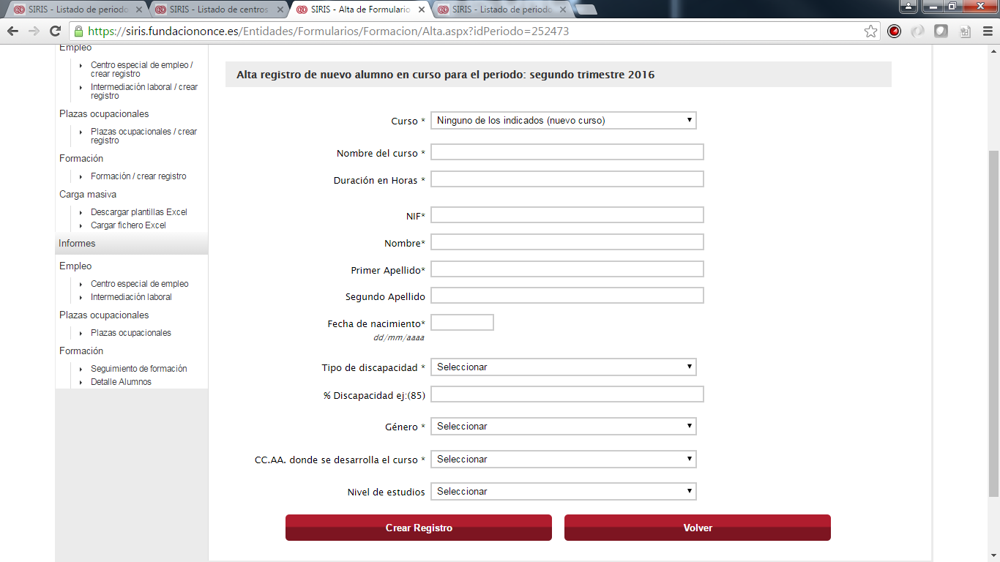 SIRIS - Listado de periodo
SIRIS - Listado de centros
SIRIS - Alta de Formulario
SIRIS - Listado de periodo
https://siris.fundaciononce.es/Entidades/Formularios/Formacion/Alta.aspx?idPeriodo=252473
Empleo
Centro especial de empleo /
crear registro
Intermediación laboral / crear
registro
Plazas ocupacionales
Plazas ocupacionales / crear
registro
Formación
Formación / crear registro
Carga masiva
Descargar plantillas Excel
Cargar fichero Excel
Informes
Empleo
Centro especial de empleo
Intermediación laboral
Plazas ocupacionales
Plazas ocupacionales
Formación
Seguimiento de formación
Detalle Alumnos
Alta registro de nuevo alumno en curso para el periodo: segundo trimestre 2016
Curso * Ninguno de los indicados (nuevo curso)
Nombre del curso *
Duración en Horas *
NIF*
Nombre*
Primer Apellido*
Segundo Apellido
Fecha de nacimiento*
dd/mm/aaaa
Tipo de discapacidad * Seleccionar
% Discapacidad ej:(85)
Género * Seleccionar
CC.AA. donde se desarrolla el curso * Seleccionar
Nivel de estudios Seleccionar
Crear Registro Volver